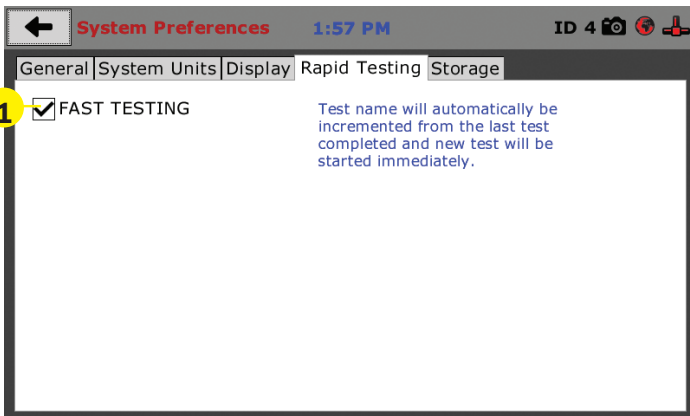 System Preferences 1:57 PM ID 4
General System Units Display Rapid Testing Storage
1 FAST TESTING
Test name will automatically be
incremented from the last test
completed and new test will be
started immediately.